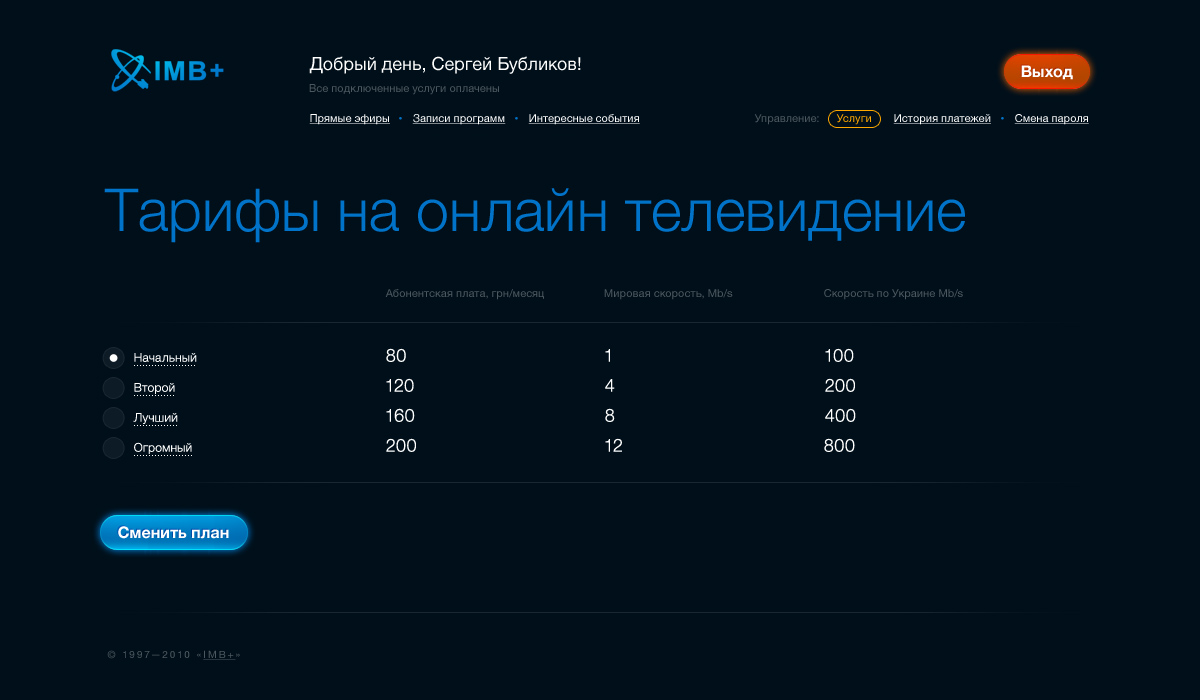 IMB+
Добрый день, Сергей Бубликов!
Выход
Все подключенные услуги оплачены
Прямые эфиры • Записи программ • Интересные события Управление: Услуги История платежей • Смена пароля
Тарифы на онлайн телевидение
Абонентская плата, грн/месяц Мировая скорость, Mb/s Скорость по Украине Mb/s
Начальный 80 1 100
Второй 120 4 200
Лучший 160 8 400
Огромный 200 12 800
Сменить план
© 1997—2010 «IMB+»